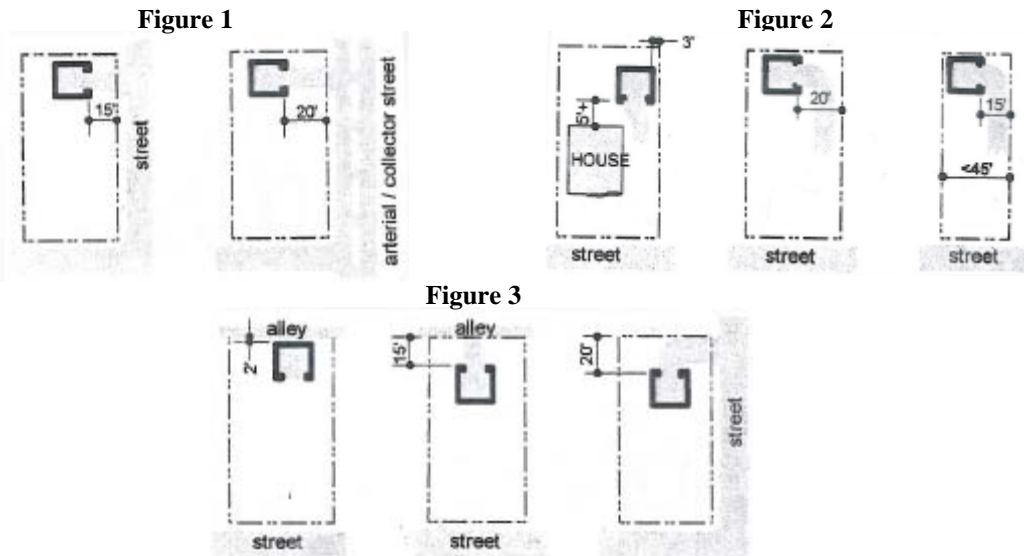 Figure 1
Figure 2
15'
street
20'
arterial / collector street
3'
5'+
HOUSE
street
20'
street
15'
<45'
street
Figure 3
alley
2'
street
alley
15'
street
20'
street